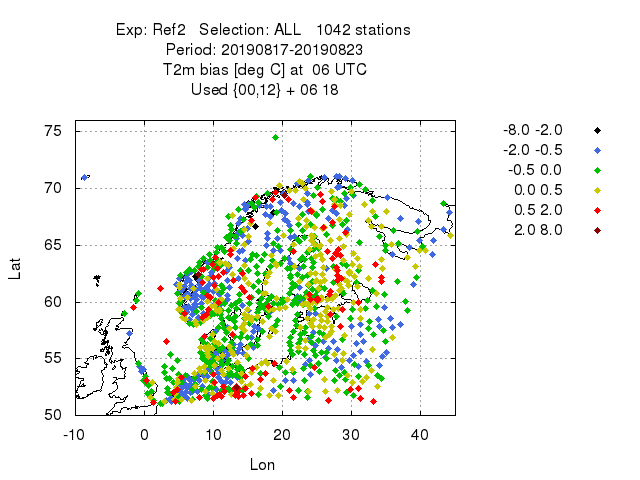 Exp: Ref2 Selection: ALL 1042 stations
Period: 20190817-20190823
T2m bias [deg C] at 06 UTC
Used {00,12} + 06 18
-8.0 -2.0
-2.0 -0.5
-0.5 0.0
0.0 0.5
0.5 2.0
2.0 8.0
75
70
65
60
55
50
Lat
-10 0 10 20 30 40
Lon